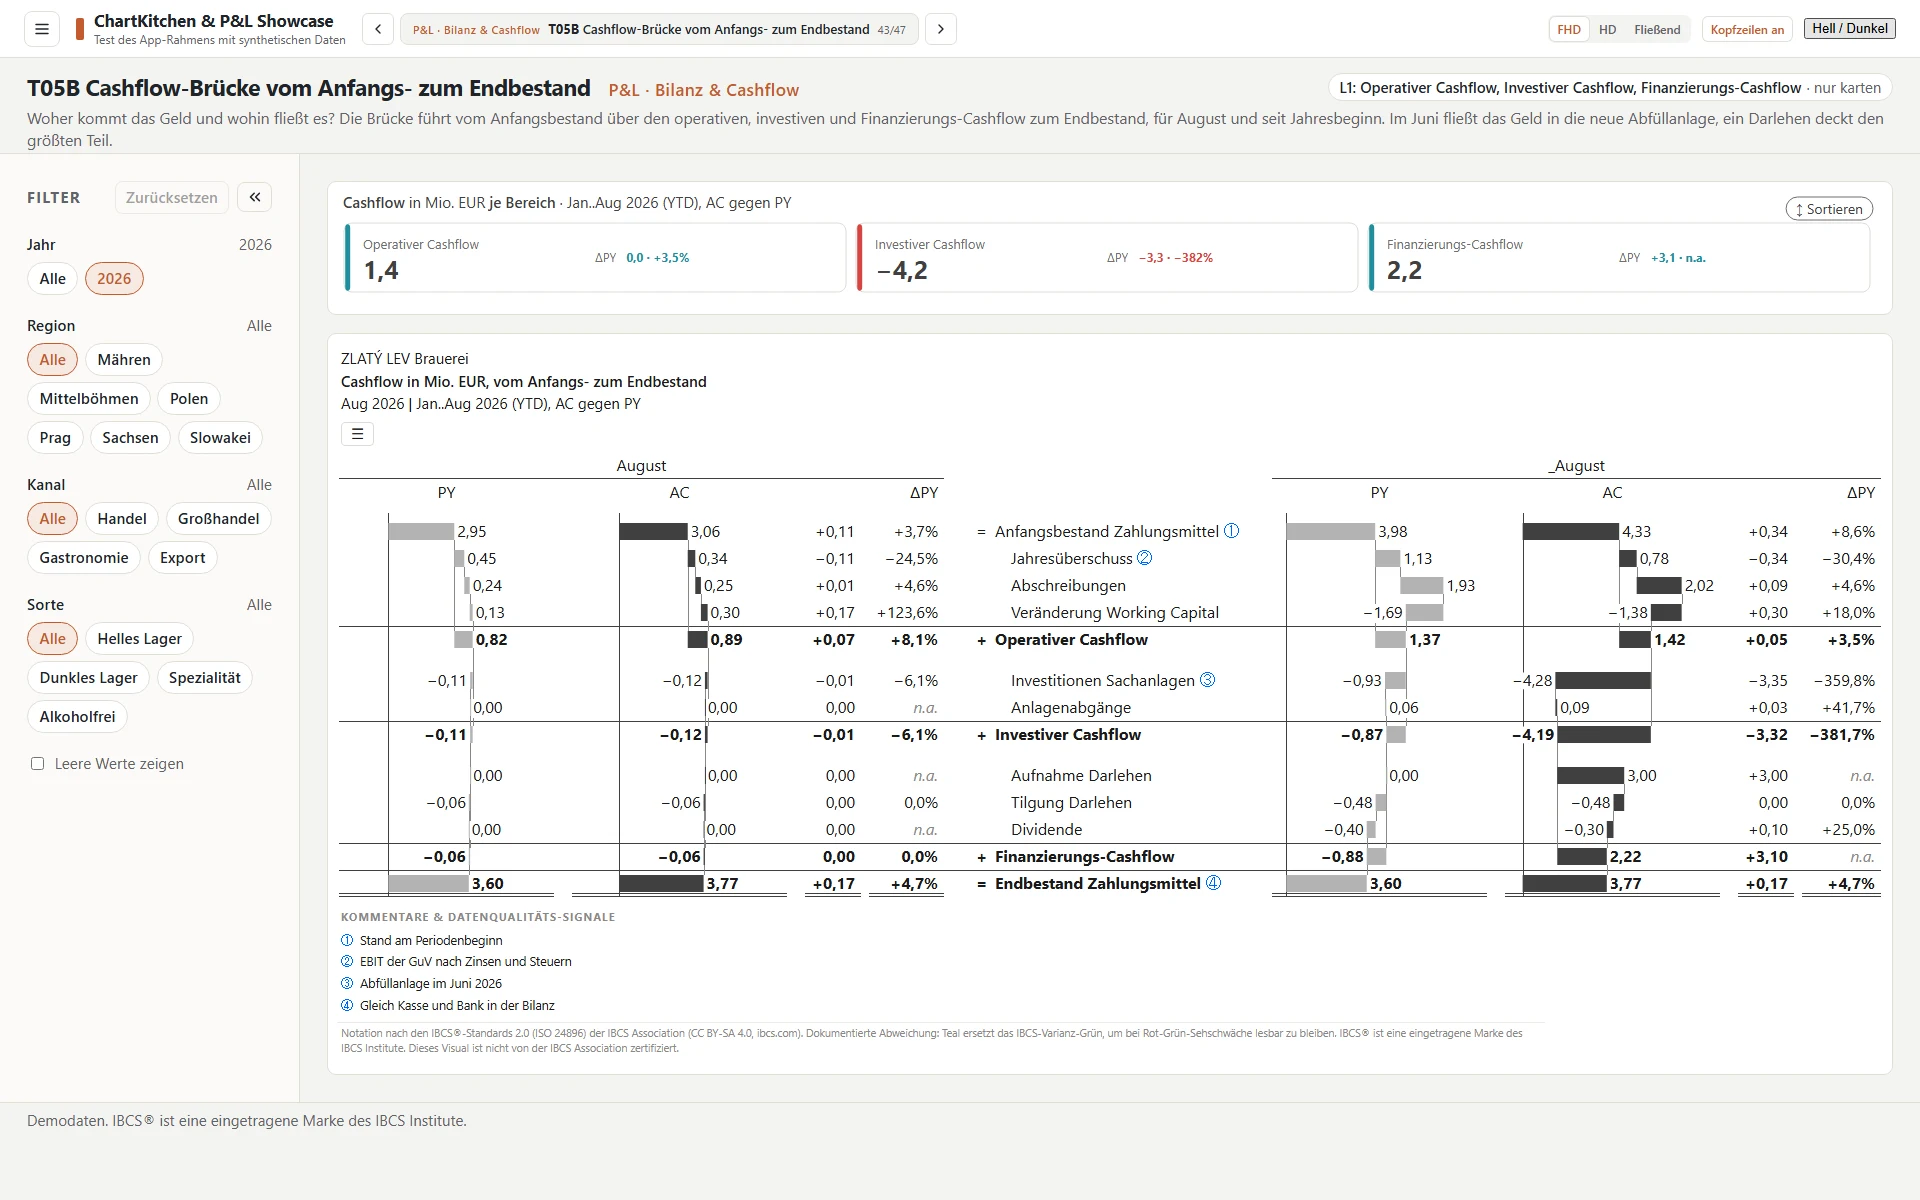 ChartKitchen & P&L Showcase
Test des App-Rahmens mit synthetischen Daten
P&L · Bilanz & Cashflow T05B Cashflow-Brücke vom Anfangs- zum Endbestand 43/47
FHD HD Fließend
Kopfzeilen an
Hell / Dunkel
T05B Cashflow-Brücke vom Anfangs- zum Endbestand P&L · Bilanz & Cashflow
L1: Operativer Cashflow, Investiver Cashflow, Finanzierungs-Cashflow · nur karten
Woher kommt das Geld und wohin fließt es? Die Brücke führt vom Anfangsbestand über den operativen, investiven und Finanzierungs-Cashflow zum Endbestand, für August und seit Jahresbeginn. Im Juni fließt das Geld in die neue Abfüllanlage, ein Darlehen deckt den
größten Teil.
FILTER Zurücksetzen «
Jahr 2026
Alle 2026
Region Alle
Alle Mähren
Mittelböhmen Polen
Prag Sachsen Slowakei
Kanal Alle
Alle Handel Großhandel
Gastronomie Export
Sorte Alle
Alle Helles Lager
Dunkles Lager Spezialität
Alkoholfrei
Leere Werte zeigen
Cashflow in Mio. EUR je Bereich · Jan..Aug 2026 (YTD), AC gegen PY
↕ Sortieren
Operativer Cashflow
1,4
ΔPY 0,0 · +3,5%
Investiver Cashflow
−4,2
ΔPY −3,3 · −382%
Finanzierungs-Cashflow
2,2
ΔPY +3,1 · n.a.
ZLATÝ LEV Brauerei
Cashflow in Mio. EUR, vom Anfangs- zum Endbestand
Aug 2026 | Jan..Aug 2026 (YTD), AC gegen PY
August _August
PY AC ΔPY PY AC ΔPY
2,95 3,06 +0,11 +3,7% = Anfangsbestand Zahlungsmittel ① 3,98 4,33 +0,34 +8,6%
0,45 0,34 −0,11 −24,5% Jahresüberschuss ② 1,13 0,78 −0,34 −30,4%
0,24 0,25 +0,01 +4,6% Abschreibungen 1,93 2,02 +0,09 +4,6%
0,13 0,30 +0,17 +123,6% Veränderung Working Capital −1,69 −1,38 +0,30 +18,0%
0,82 0,89 +0,07 +8,1% + Operativer Cashflow 1,37 1,42 +0,05 +3,5%
−0,11 −0,12 −0,01 −6,1% Investitionen Sachanlagen ③ −0,93 −4,28 −3,35 −359,8%
0,00 0,00 0,00 n.a. Anlagenabgänge 0,06 0,09 +0,03 +41,7%
−0,11 −0,12 −0,01 −6,1% + Investiver Cashflow −0,87 −4,19 −3,32 −381,7%
0,00 0,00 0,00 n.a. Aufnahme Darlehen 0,00 3,00 +3,00 n.a.
−0,06 −0,06 0,00 0,0% Tilgung Darlehen −0,48 −0,48 0,00 0,0%
0,00 0,00 0,00 n.a. Dividende −0,40 −0,30 +0,10 +25,0%
−0,06 −0,06 0,00 0,0% + Finanzierungs-Cashflow −0,88 2,22 +3,10 n.a.
3,60 3,77 +0,17 +4,7% = Endbestand Zahlungsmittel ④ 3,60 3,77 +0,17 +4,7%
KOMMENTARE & DATENQUALITÄTS-SIGNALE
① Stand am Periodenbeginn
② EBIT der GuV nach Zinsen und Steuern
③ Abfüllanlage im Juni 2026
④ Gleich Kasse und Bank in der Bilanz
Notation nach den IBCS®-Standards 2.0 (ISO 24896) der IBCS Association (CC BY-SA 4.0, ibcs.com). Dokumentierte Abweichung: Teal ersetzt das IBCS-Varianz-Grün, um bei Rot-Grün-Sehschwäche lesbar zu bleiben. IBCS® ist eine eingetragene Marke des
IBCS Institute. Dieses Visual ist nicht von der IBCS Association zertifiziert.
Demodaten. IBCS® ist eine eingetragene Marke des IBCS Institute.